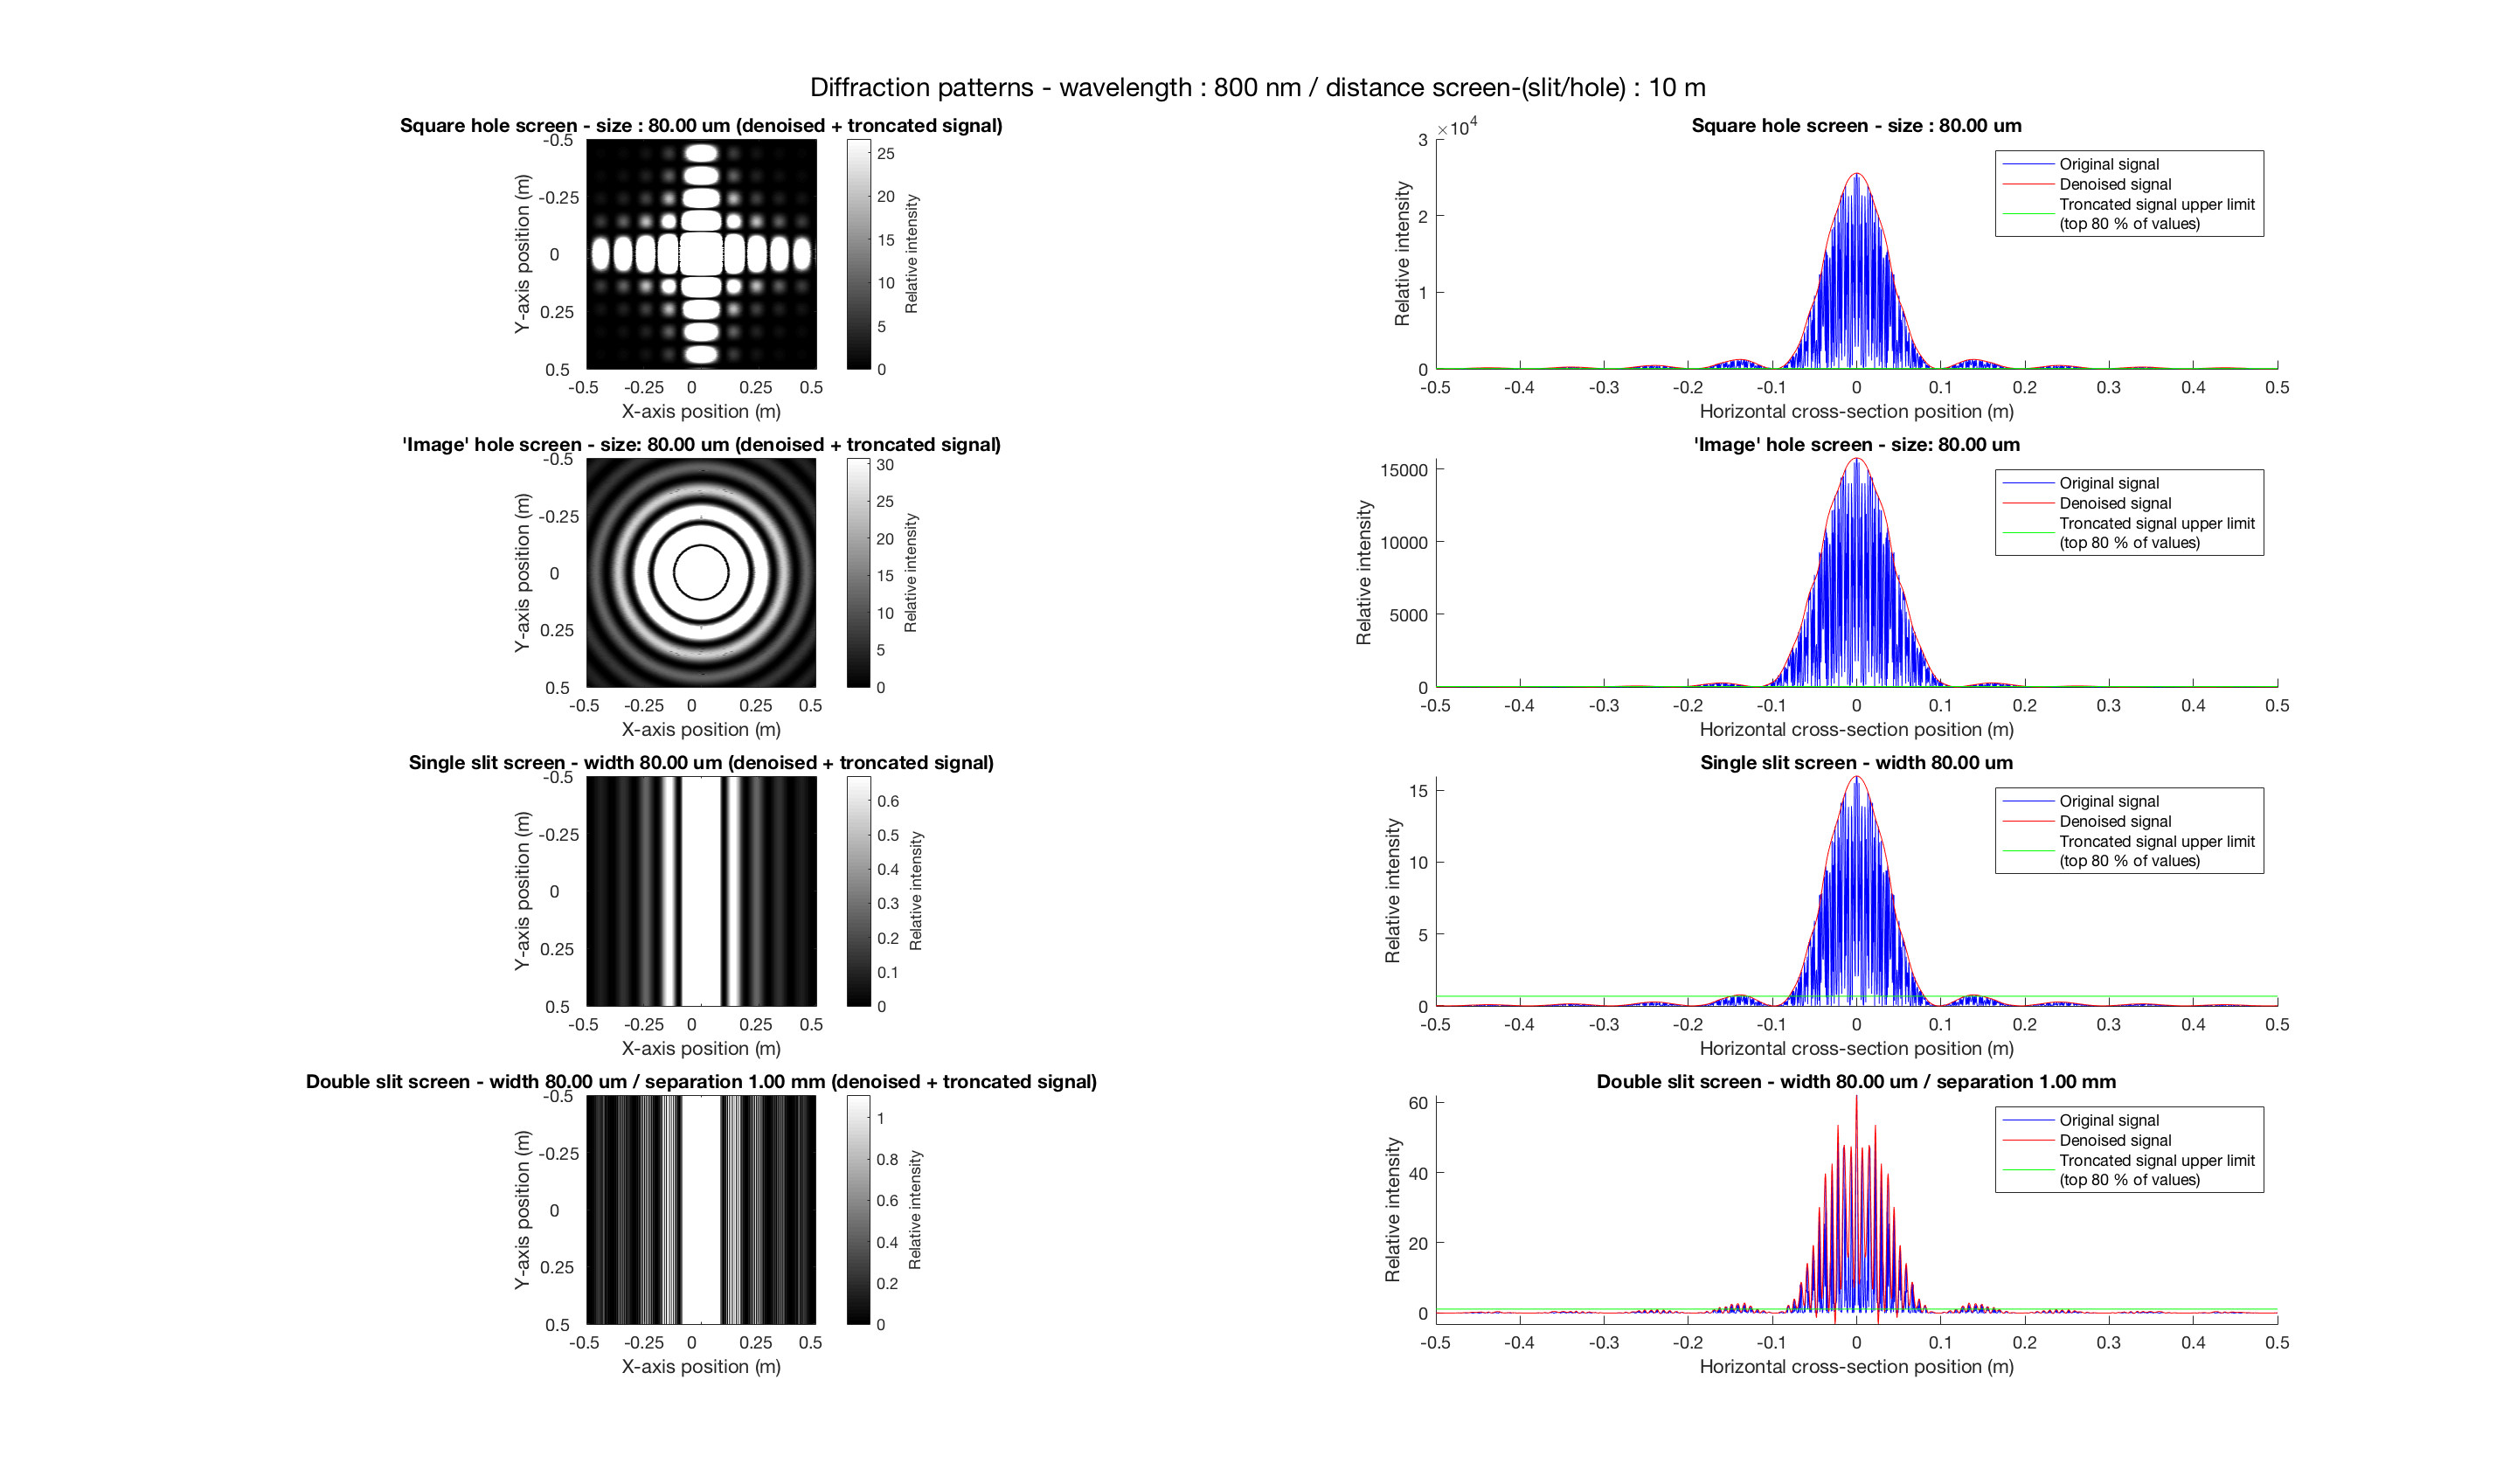 Diffraction patterns - wavelength : 800 nm / distance screen-(slit/hole) : 10 m
Square hole screen - size : 80.00 um (denoised + troncated signal)
-0.5
-0.25
0
0.25
0.5
Y-axis position (m)
-0.5 -0.25 0 0.25 0.5
X-axis position (m)
25
20
15
10
5
0
Relative intensity
Square hole screen - size : 80.00 um
×10⁴
3
2
1
0
Relative intensity
-0.5 -0.4 -0.3 -0.2 -0.1 0 0.1 0.2 0.3 0.4 0.5
Horizontal cross-section position (m)
Original signal
Denoised signal
Troncated signal upper limit
(top 80 % of values)
'Image' hole screen - size: 80.00 um (denoised + troncated signal)
-0.5
-0.25
0
0.25
0.5
Y-axis position (m)
-0.5 -0.25 0 0.25 0.5
X-axis position (m)
30
25
20
15
10
5
0
Relative intensity
'Image' hole screen - size: 80.00 um
15000
10000
5000
0
Relative intensity
-0.5 -0.4 -0.3 -0.2 -0.1 0 0.1 0.2 0.3 0.4 0.5
Horizontal cross-section position (m)
Original signal
Denoised signal
Troncated signal upper limit
(top 80 % of values)
Single slit screen - width 80.00 um (denoised + troncated signal)
-0.5
-0.25
0
0.25
0.5
Y-axis position (m)
-0.5 -0.25 0 0.25 0.5
X-axis position (m)
0.6
0.5
0.4
0.3
0.2
0.1
0
Relative intensity
Single slit screen - width 80.00 um
15
10
5
0
Relative intensity
-0.5 -0.4 -0.3 -0.2 -0.1 0 0.1 0.2 0.3 0.4 0.5
Horizontal cross-section position (m)
Original signal
Denoised signal
Troncated signal upper limit
(top 80 % of values)
Double slit screen - width 80.00 um / separation 1.00 mm (denoised + troncated signal)
-0.5
-0.25
0
0.25
0.5
Y-axis position (m)
-0.5 -0.25 0 0.25 0.5
X-axis position (m)
1
0.8
0.6
0.4
0.2
0
Relative intensity
Double slit screen - width 80.00 um / separation 1.00 mm
60
40
20
0
Relative intensity
-0.5 -0.4 -0.3 -0.2 -0.1 0 0.1 0.2 0.3 0.4 0.5
Horizontal cross-section position (m)
Original signal
Denoised signal
Troncated signal upper limit
(top 80 % of values)